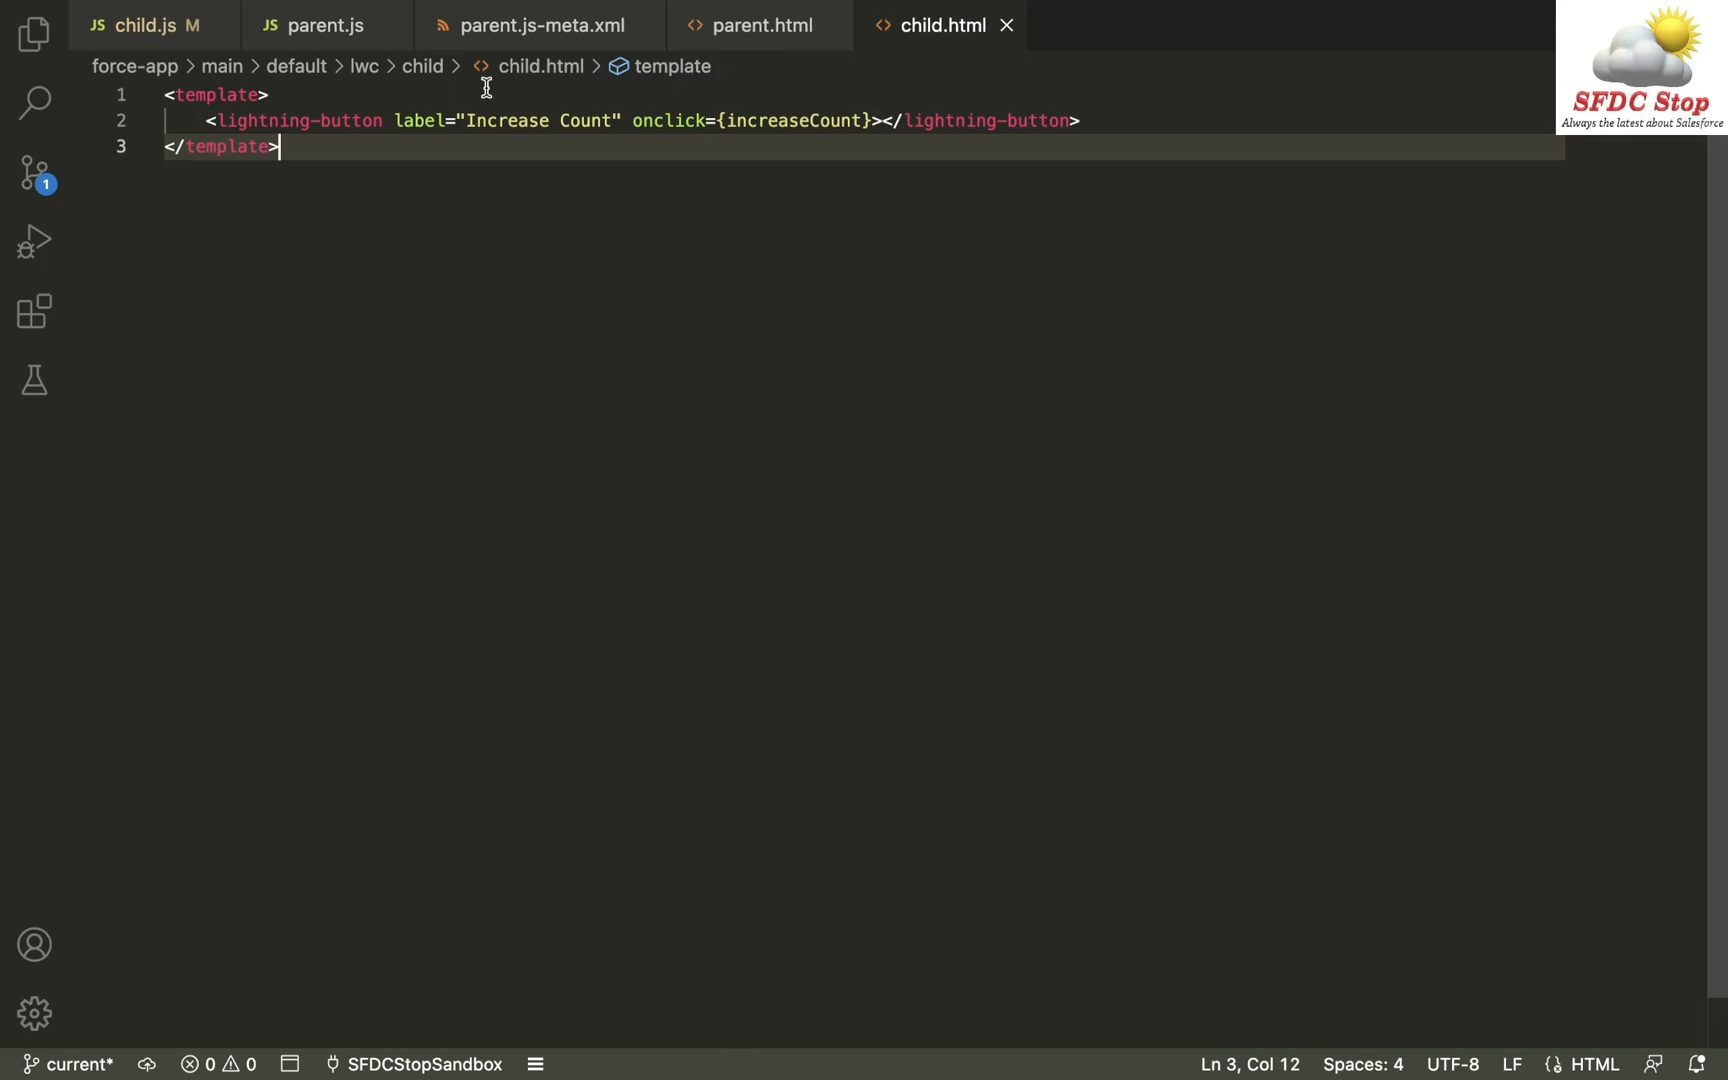 JS child.js M JS parent.js parent.js-meta.xml <> parent.html <> child.html
force-app > main > default > lwc > child > <> child.html > template
1 <template>
2 <lightning-button label="Increase Count" onclick={increaseCount}></lightning-button>
3 </template>
1
SFDC Stop
Always the latest about Salesforce
current* 0 0 SFDCStopSandbox Ln 3, Col 12 Spaces: 4 UTF-8 LF HTML